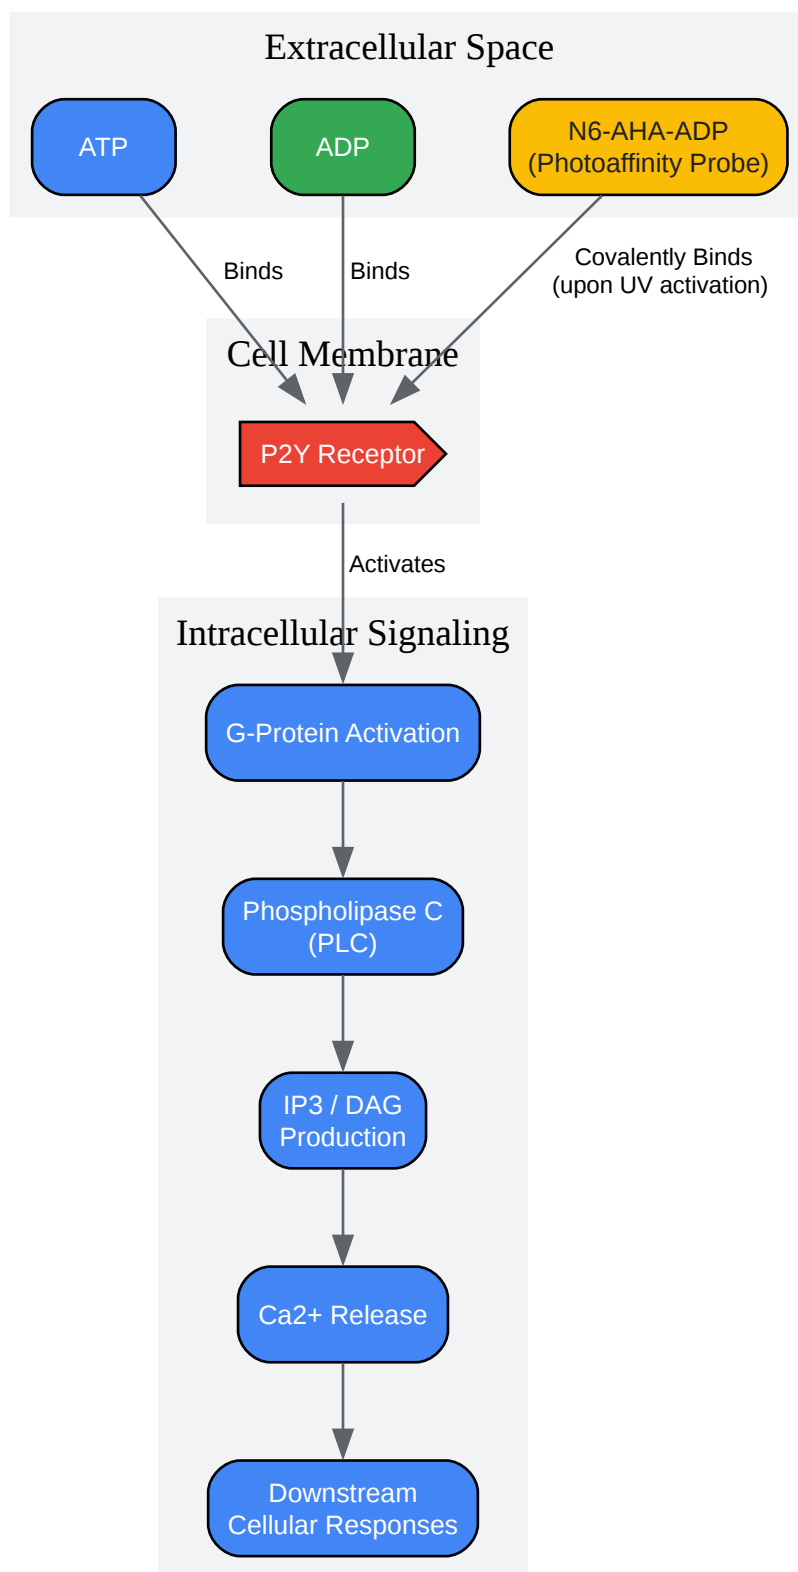 Extracellular Space
ATP
ADP
N6-AHA-ADP
(Photoaffinity Probe)
Binds
Binds
Covalently Binds
(upon UV activation)
Cell Membrane
P2Y Receptor
Activates
Intracellular Signaling
G-Protein Activation
Phospholipase C
(PLC)
IP3 / DAG
Production
Ca2+ Release
Downstream
Cellular Responses